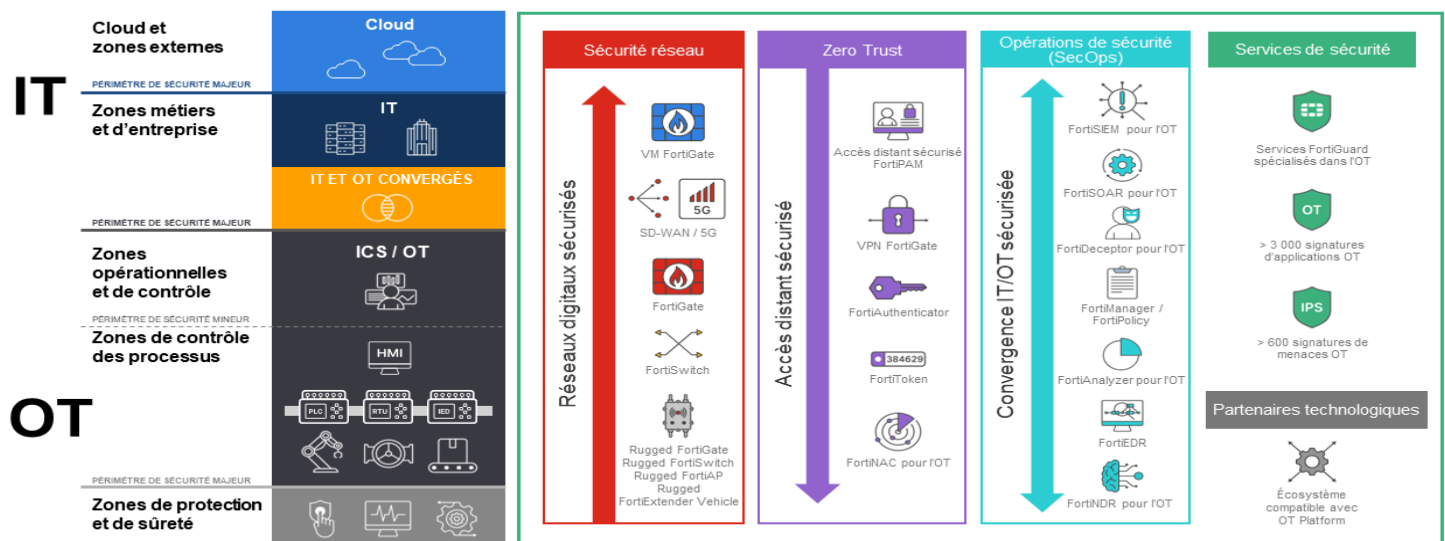 Cloud et
zones externes
Cloud
PÉRIMÈTRE DE SÉCURITÉ MAJEUR
IT
Zones métiers
et d'entreprise
IT
IT ET OT CONVERGÉS
PÉRIMÈTRE DE SÉCURITÉ MAJEUR
Zones
opérationnelles
et de contrôle
ICS / OT
PÉRIMÈTRE DE SÉCURITÉ MINEUR
Zones de contrôle
des processus
HMI
PLC
RTU
IED
OT
PÉRIMÈTRE DE SÉCURITÉ MAJEUR
Zones de protection
et de sûreté
Sécurité réseau
Réseaux digitaux sécurisés
VM FortiGate
5G
SD-WAN / 5G
FortiGate
FortiSwitch
Rugged FortiGate
Rugged FortiSwitch
Rugged FortiAP
Rugged
FortiExtender Vehicle
Zero Trust
Accès distant sécurisé
Accès distant sécurisé
FortiPAM
VPN FortiGate
FortiAuthenticator
384629
FortiToken
FortiNAC pour l'OT
Opérations de sécurité
(SecOps)
Convergence IT/OT sécurisée
FortiSIEM pour l'OT
FortiSOAR pour l'OT
FortiDeceptor pour l'OT
FortiManager /
FortiPolicy
FortiAnalyzer pour l'OT
FortiEDR
FortiNDR pour l'OT
Services de sécurité
Services FortiGuard
spécialisés dans l'OT
OT
> 3 000 signatures
d'applications OT
IPS
> 600 signatures de
menaces OT
Partenaires technologiques
Écosystème
compatible avec
OT Platform